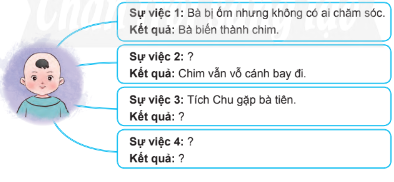 Sự việc 1: Bà bị ốm nhưng không có ai chăm sóc.
Kết quả: Bà biến thành chim.
Sự việc 2: ?
Kết quả: Chim vẫn vỗ cánh bay đi.
Sự việc 3: Tích Chu gặp bà tiên.
Kết quả: ?
Sự việc 4: ?
Kết quả: ?